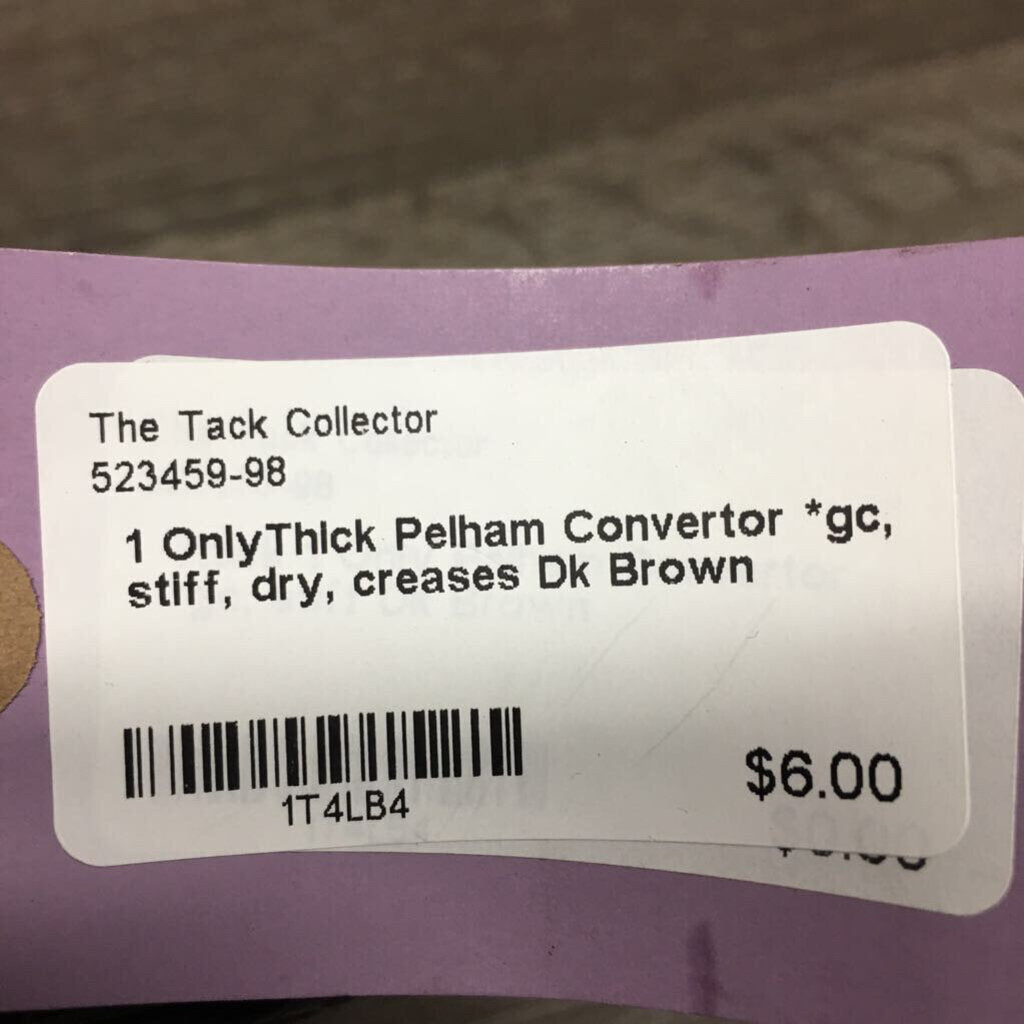 The Tack Collector
523459-98
1 OnlyThick Pelham Convertor *gc,
stiff, dry, creases Dk Brown
1T4LB4
$6.00